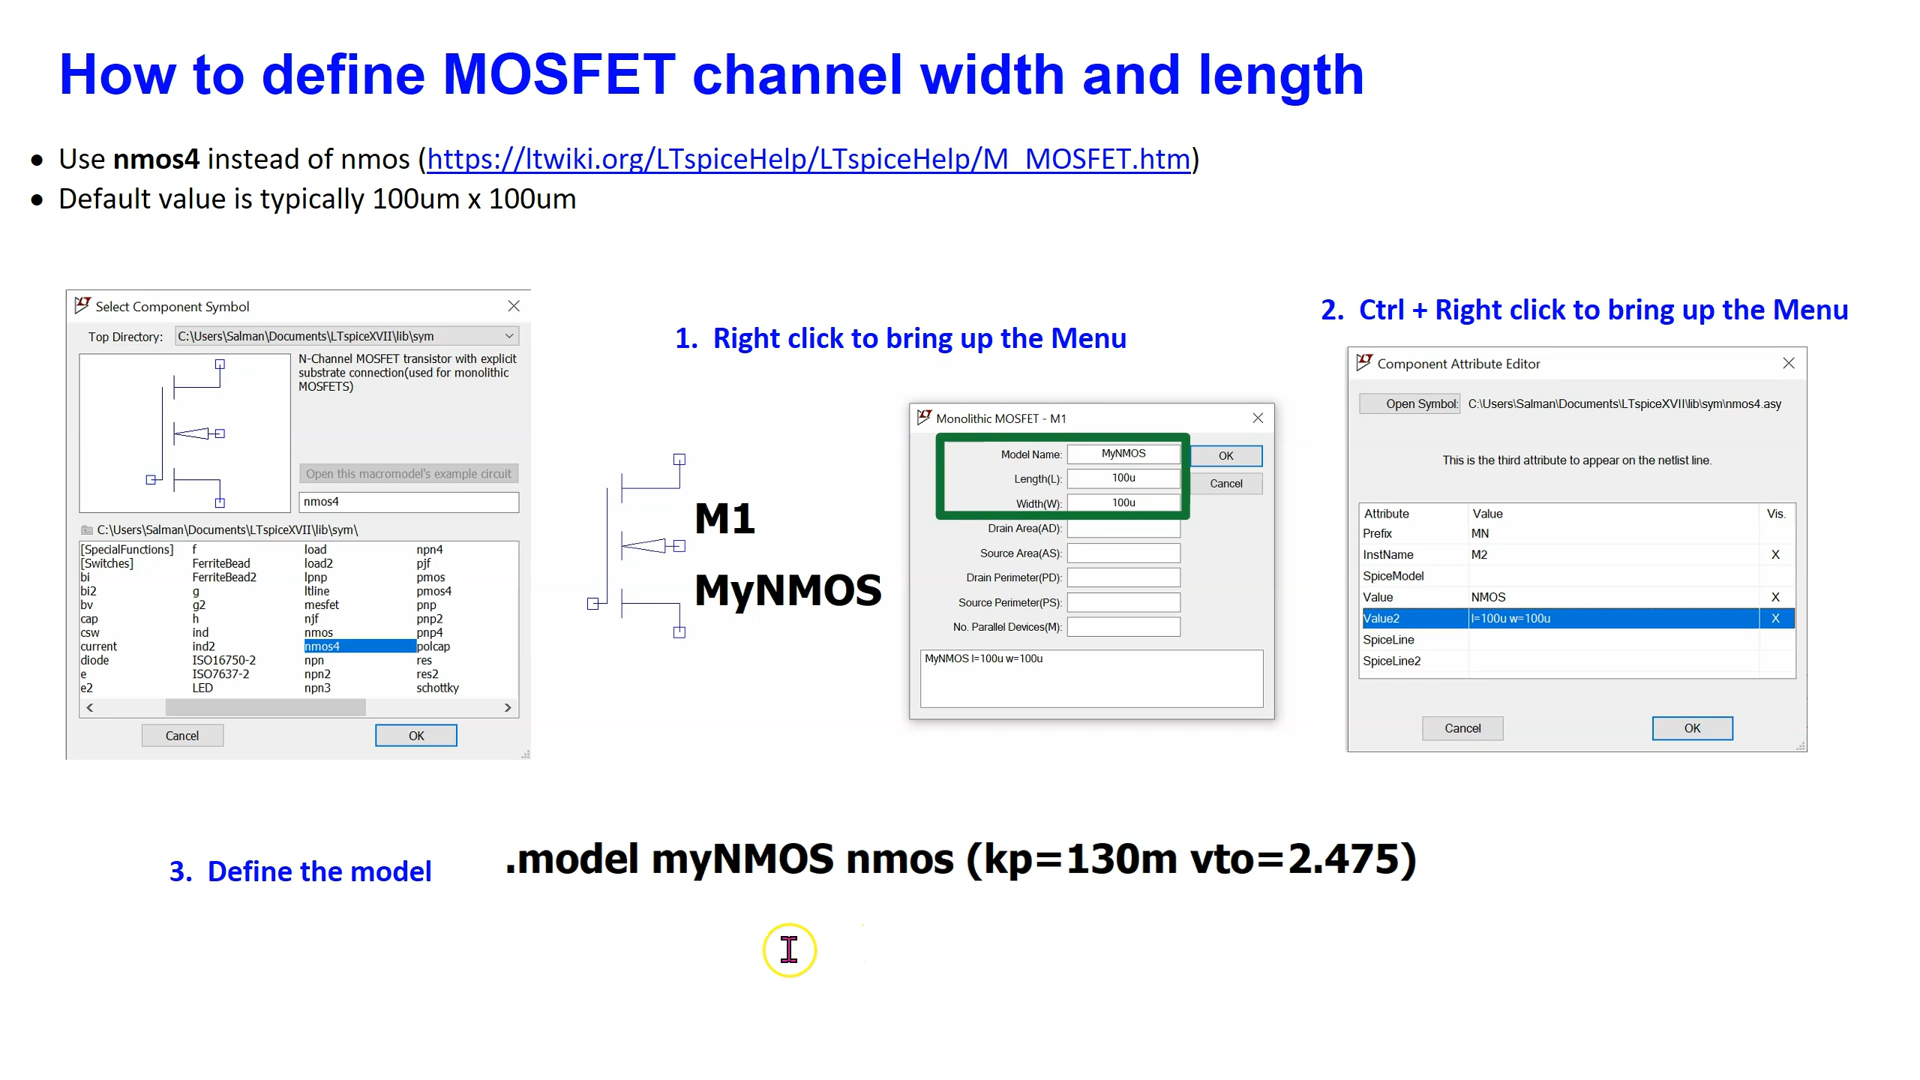 How to define MOSFET channel width and length
• Use nmos4 instead of nmos (https://ltwiki.org/LTspiceHelp/LTspiceHelp/M_MOSFET.htm)
• Default value is typically 100um x 100um
Select Component Symbol
Top Directory: C:\Users\Salman\Documents\LTspiceXVII\lib\sym
N-Channel MOSFET transistor with explicit
substrate connection(used for monolithic
MOSFETS)
Open this macromodel's example circuit
nmos4
C:\Users\Salman\Documents\LTspiceXVII\lib\sym\
[SpecialFunctions] f load npn4
[Switches] FerriteBead load2 pjf
bi FerriteBead2 lpnp pmos
bi2 g ltline pmos4
bv g2 mesfet pnp
cap h njf pnp2
csw ind nmos pnp4
current ind2 nmos4 polcap
diode ISO16750-2 npn res
e ISO7637-2 npn2 res2
e2 LED npn3 schottky
Cancel OK
1. Right click to bring up the Menu
M1
MyNMOS
Monolithic MOSFET - M1
Model Name: MyNMOS OK
Length(L): 100u Cancel
Width(W): 100u
Drain Area(AD):
Source Area(AS):
Drain Perimeter(PD):
Source Perimeter(PS):
No. Parallel Devices(M):
MyNMOS l=100u w=100u
2. Ctrl + Right click to bring up the Menu
Component Attribute Editor
Open Symbol: C:\Users\Salman\Documents\LTspiceXVII\lib\sym\nmos4.asy
This is the third attribute to appear on the netlist line.
Attribute Value Vis.
Prefix MN
InstName M2 X
SpiceModel
Value NMOS X
Value2 l=100u w=100u X
SpiceLine
SpiceLine2
Cancel OK
3. Define the model
.model myNMOS nmos (kp=130m vto=2.475)